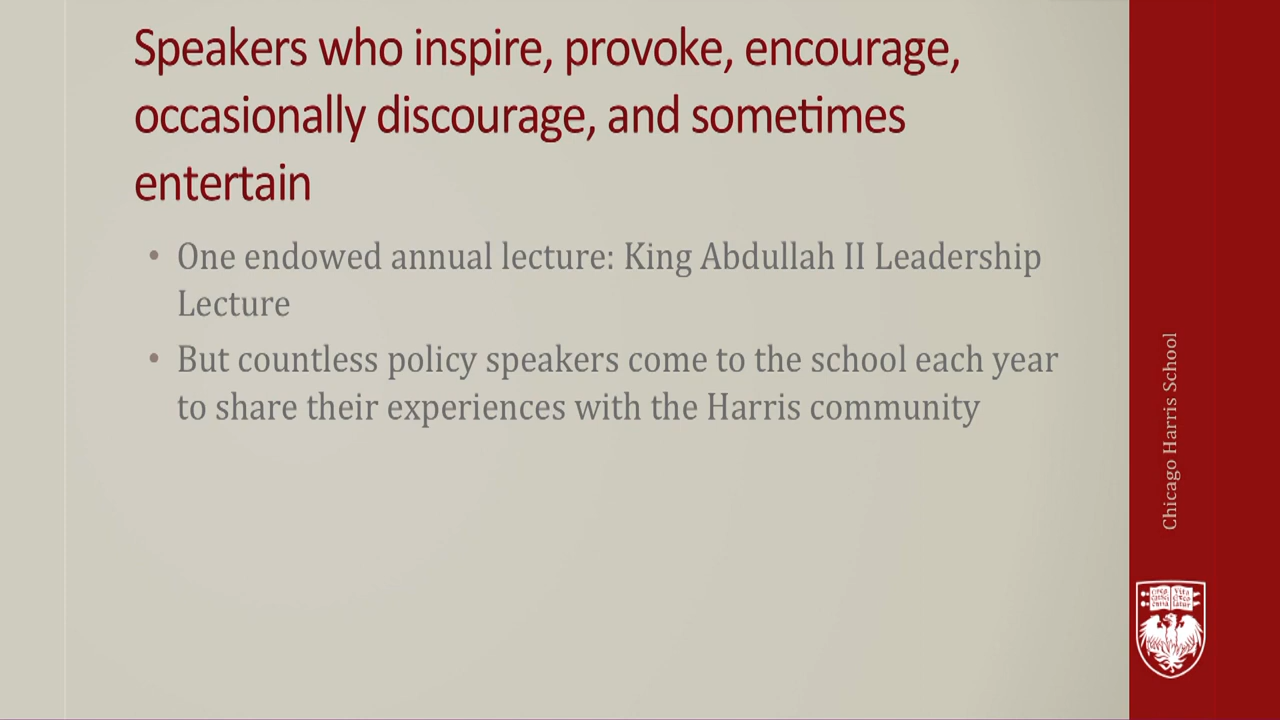 Speakers who inspire, provoke, encourage,
occasionally discourage, and sometimes
entertain
• One endowed annual lecture: King Abdullah II Leadership
Lecture
• But countless policy speakers come to the school each year
to share their experiences with the Harris community
Chicago Harris School